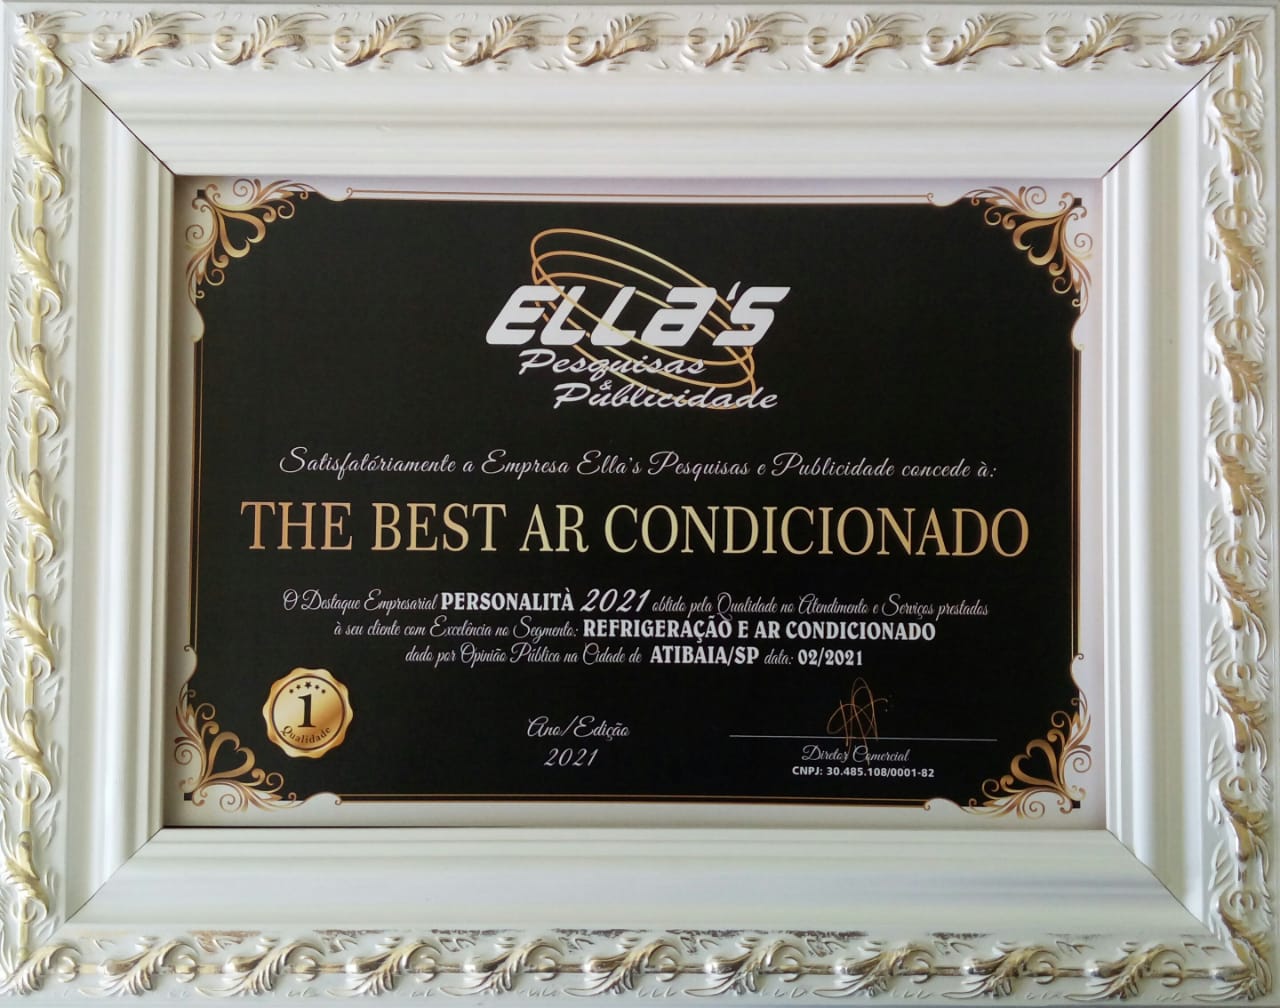 ELLA'S
Pesquisas
&
Publicidade
Satisfatóriamente a Empresa Ella's Pesquisas e Publicidade concede à:
THE BEST AR CONDICIONADO
O Destaque Empresarial PERSONALITÀ 2021 obtido pela Qualidade no Atendimento e Serviços prestados
à seu cliente com Excelência no Segmento: REFRIGERAÇÃO E AR CONDICIONADO
dado por Opinião Pública na Cidade de ATIBAIA/SP data: 02/2021
1
Qualidade
Ano/Edição
2021
Diretor Comercial
CNPJ: 30.485.108/0001-82